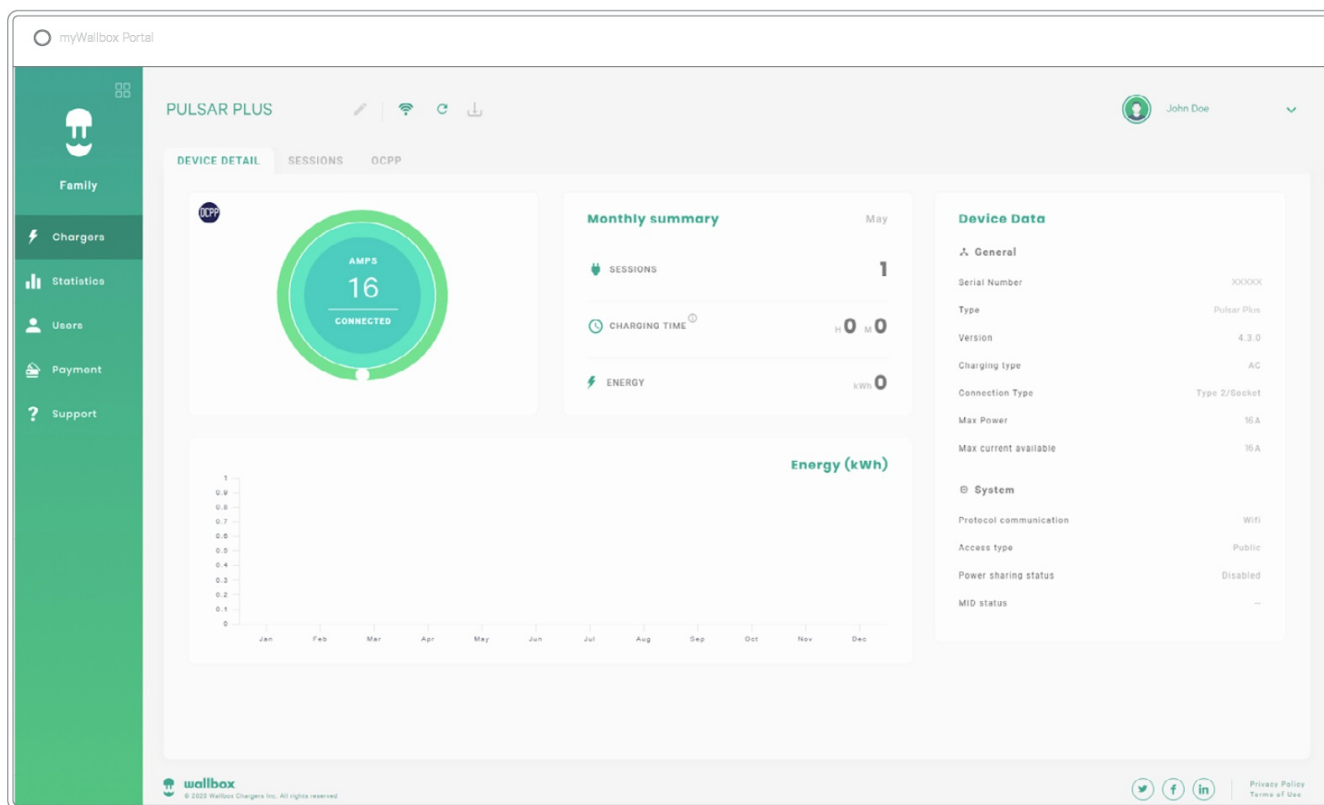 myWallbox Portal
PULSAR PLUS
John Doe
Family
Chargers
Statistics
Users
Payment
Support
DEVICE DETAIL SESSIONS OCPP
OCPP
AMPS
16
CONNECTED
Monthly summary May
SESSIONS 1
CHARGING TIME H 0 M 0
ENERGY kWh 0
Energy (kWh)
1
0.9
0.8
0.7
0.6
0.5
0.4
0.3
0.2
0.1
0
Jan Feb Mar Apr May Jun Jul Aug Sep Oct Nov Dec
Device Data
General
Serial Number XXXXX
Type Pulsar Plus
Version 4.3.0
Charging type AC
Connection Type Type 2/Socket
Max Power 16 A
Max current available 16 A
System
Protocol communication Wifi
Access type Public
Power sharing status Disabled
MID status --
wallbox
© 2020 Wallbox Chargers Inc. All rights reserved
Privacy Policy
Terms of Use